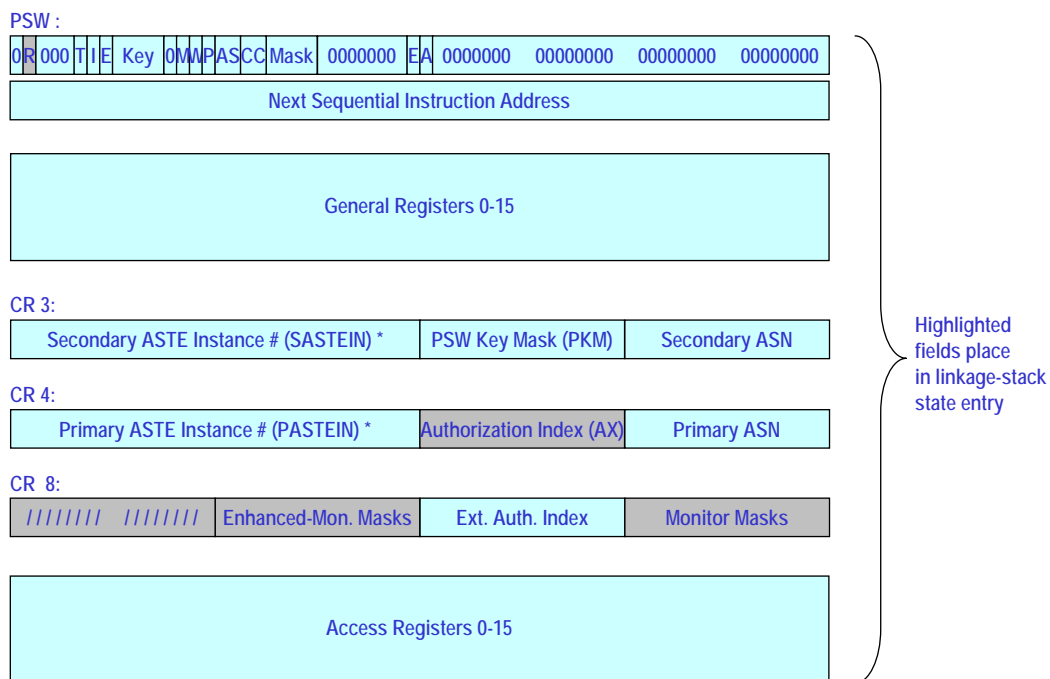 PSW :
0 R 000 T I E Key 0 M W P AS CC Mask 0000000 E A 0000000 00000000 00000000 00000000
Next Sequential Instruction Address
General Registers 0-15
CR 3:
Secondary ASTE Instance # (SASTEIN) * PSW Key Mask (PKM) Secondary ASN
CR 4:
Primary ASTE Instance # (PASTEIN) * Authorization Index (AX) Primary ASN
CR 8:
/ / / / / / / / / / / / / / / / Enhanced-Mon. Masks Ext. Auth. Index Monitor Masks
Access Registers 0-15
Highlighted
fields place
in linkage-stack
state entry